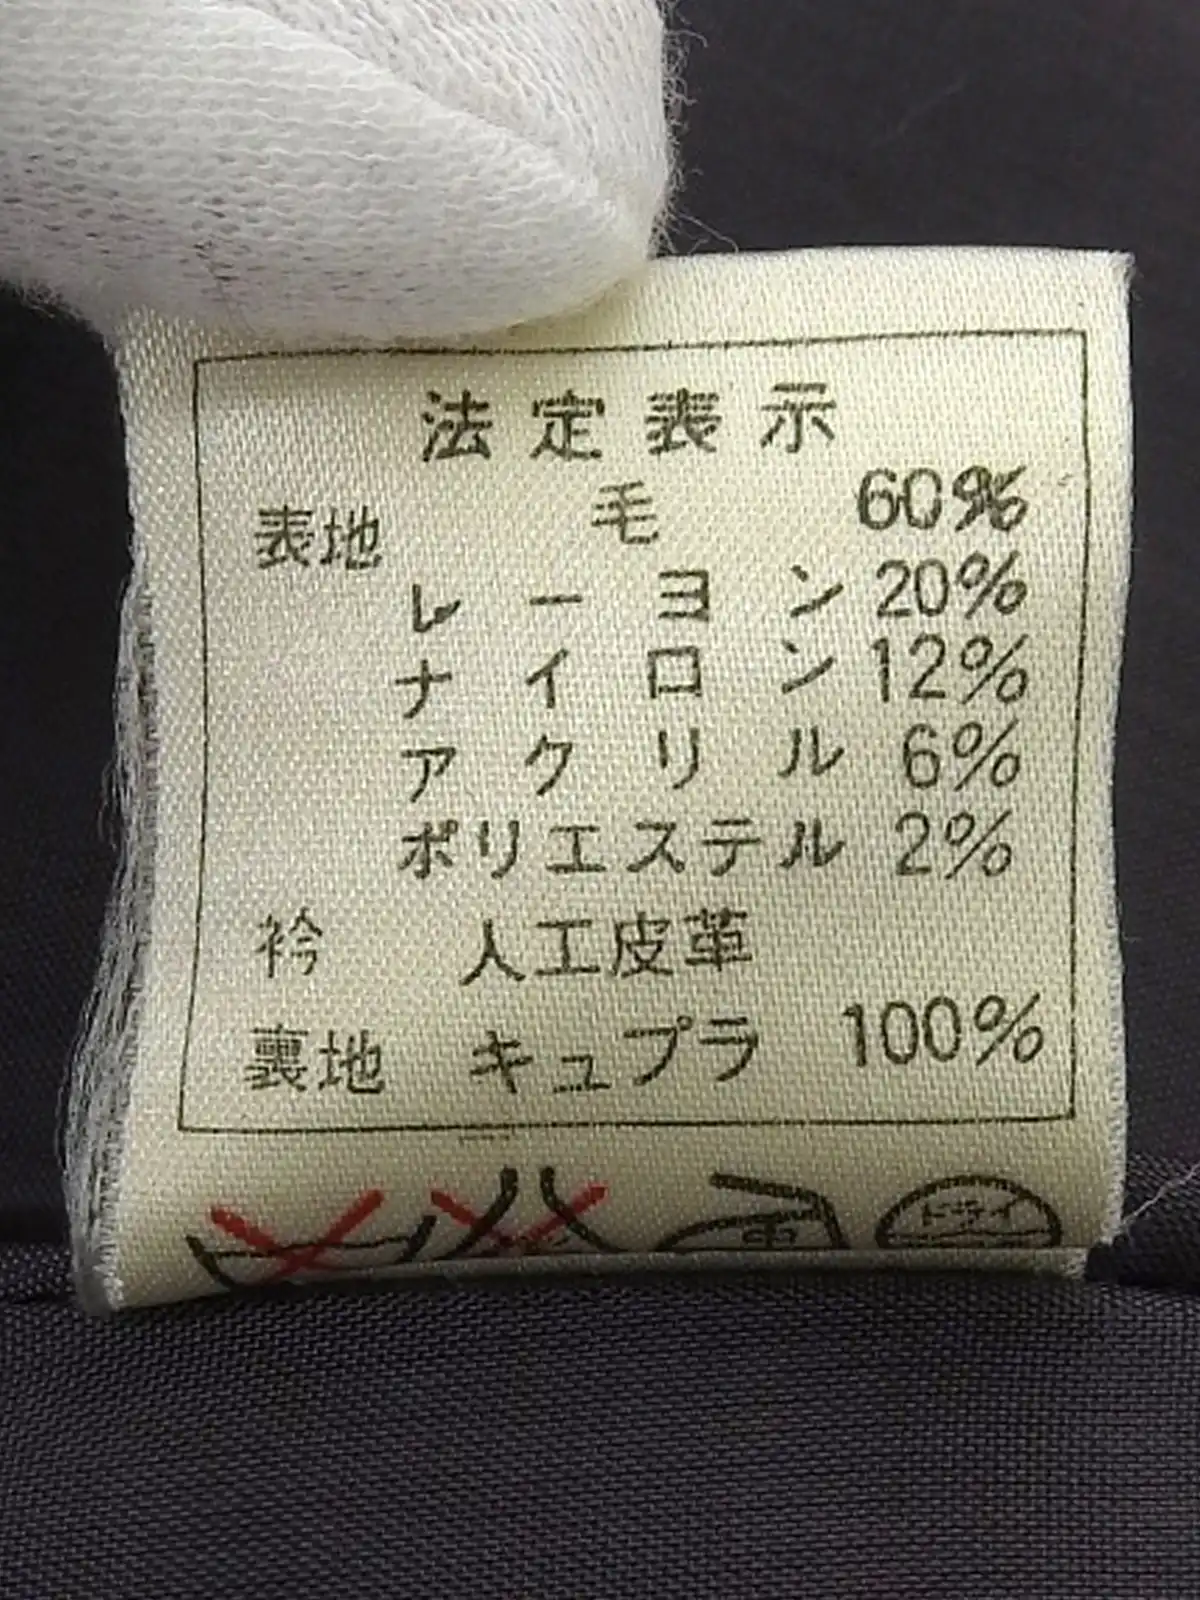 法定表示
表地 毛 60%
レーヨン 20%
ナイロン 12%
アクリル 6%
ポリエステル 2%
衿 人工皮革
裏地 キュプラ 100%
中 ドライ